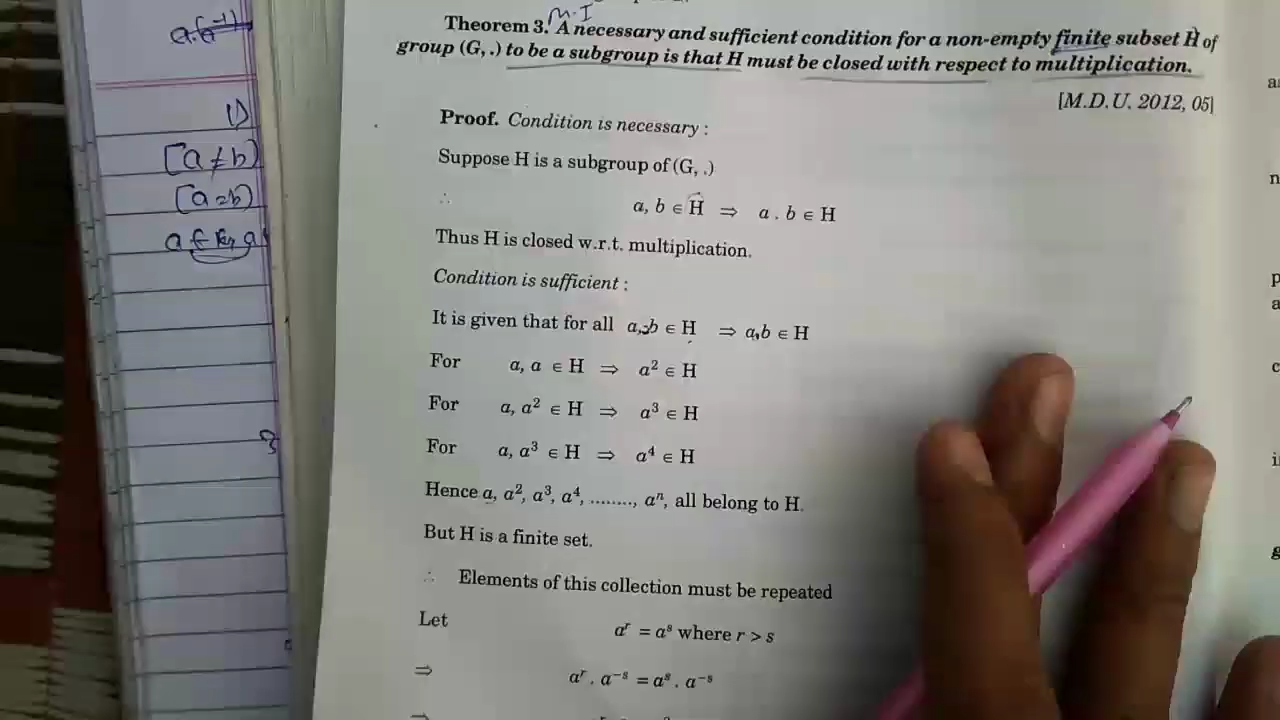 M.I
Theorem 3. A necessary and sufficient condition for a non-empty finite subset H of
group (G, .) to be a subgroup is that H must be closed with respect to multiplication.
[M.D.U. 2012, 05]
Proof. Condition is necessary :
Suppose H is a subgroup of (G, .)
∴ a, b ∈ H ⇒ a . b ∈ H
Thus H is closed w.r.t. multiplication.
Condition is sufficient :
It is given that for all a, b ∈ H ⇒ a, b ∈ H
For a, a ∈ H ⇒ a² ∈ H
For a, a² ∈ H ⇒ a³ ∈ H
For a, a³ ∈ H ⇒ a⁴ ∈ H
Hence a, a², a³, a⁴, ........, aⁿ, all belong to H.
But H is a finite set.
∴ Elements of this collection must be repeated
Let aʳ = aˢ where r > s
⇒ aʳ . a⁻ˢ = aˢ . a⁻ˢ
⇒
1)
[a ≠ b)
[a = b)